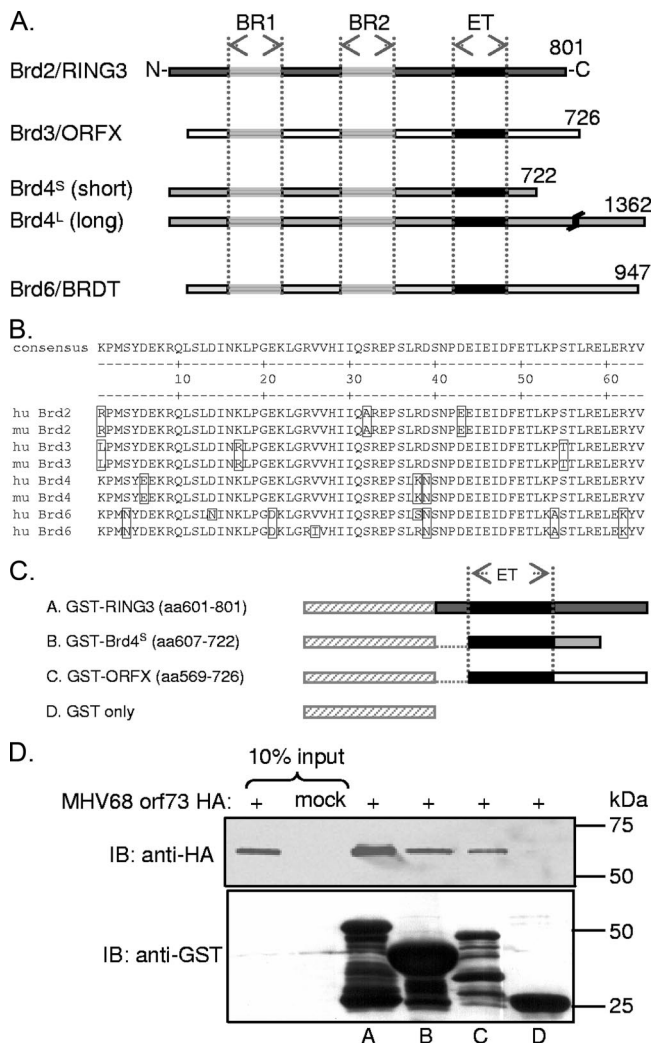 A.
BR1 BR2 ET
Brd2/RING3 N- -C 801
Brd3/ORFX 726
Brd4S (short) 722
Brd4L (long) 1362
Brd6/BRDT 947
B.
consensus KPMSYDEKRQLSLDINKLPGEKLGRVVHIIQSREPSLRDSNPDEIEIDFETLKPSTLRELERYV
10 20 30 40 50 60
hu Brd2 RPMSYDEKRQLSLDINKLPGEKLGRVVHIIQAREPSLRDSNPEEIEIDFETLKPSTLRELERYV
mu Brd2 RPMSYDEKRQLSLDINKLPGEKLGRVVHIIQAREPSLRDSNPEEIEIDFETLKPSTLRELERYV
hu Brd3 LPMSYDEKRQLSLDINRLPGEKLGRVVHIIQSREPSLRDSNPDEIEIDFETLKPTTLRELERYV
mu Brd3 LPMSYDEKRQLSLDINRLPGEKLGRVVHIIQSREPSLRDSNPDEIEIDFETLKPTTLRELERYV
hu Brd4 KPMSYEEKRQLSLDINKLPGEKLGRVVHIIQSREPSLKNSNPDEIEIDFETLKPSTLRELERYV
mu Brd4 KPMSYEEKRQLSLDINKLPGEKLGRVVHIIQSREPSLKNSNPDEIEIDFETLKPSTLRELERYV
hu Brd6 KPMNYDEKRQLSLNINKLPGDKLGRVVHIIQSREPSLSNSNPDEIEIDFETLKASTLRELEKYV
hu Brd6 KPMNYDEKRQLSLDINKLPGDKLGRIVHIIQSREPSLRNSNPDEIEIDFETLKASTLRELEKYV
C.
ET
A. GST-RING3 (aa601-801)
B. GST-Brd4S (aa607-722)
C. GST-ORFX (aa569-726)
D. GST only
D.
10% input
MHV68 orf73 HA: + mock + + + + kDa
75
IB: anti-HA
50
50
IB: anti-GST
25
A B C D